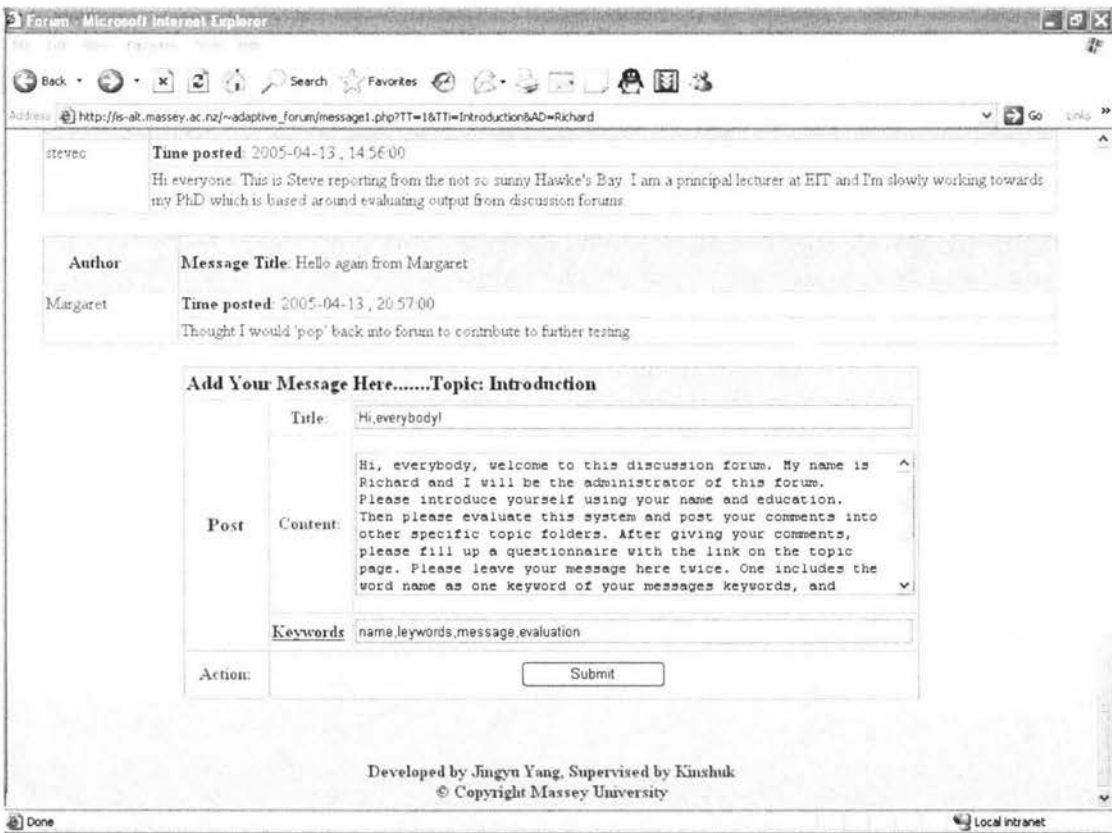 Forum - Microsoft Internet Explorer
Back Search Favorites
Address http://is-ait.massey.ac.nz/~adaptive_forum/message1.php?TT=1&TTi=Introduction&AD=Richard Go Links »
stevec Time posted: 2005-04-13 , 14:56:00
Hi everyone. This is Steve reporting from the not so sunny Hawke's Bay. I am a principal lecturer at EIT and I'm slowly working towards
my PhD which is based around evaluating output from discussion forums.
Author Message Title: Hello again from Margaret
Margaret Time posted: 2005-04-13 , 20:57:00
Thought I would 'pop' back into forum to contribute to further testing
Add Your Message Here.......Topic: Introduction
Title: Hi,everybody!
Post Content: Hi, everybody, welcome to this discussion forum. My name is
Richard and I will be the administrator of this forum.
Please introduce yourself using your name and education.
Then please evaluate this system and post your comments into
other specific topic folders. After giving your comments,
please fill up a questionnaire with the link on the topic
page. Please leave your message here twice. One includes the
word name as one keyword of your messages keywords, and
Keywords name,leywords,message,evaluation
Action: Submit
Developed by Jingyu Yang, Supervised by Kinshuk
© Copyright Massey University
Done Local intranet